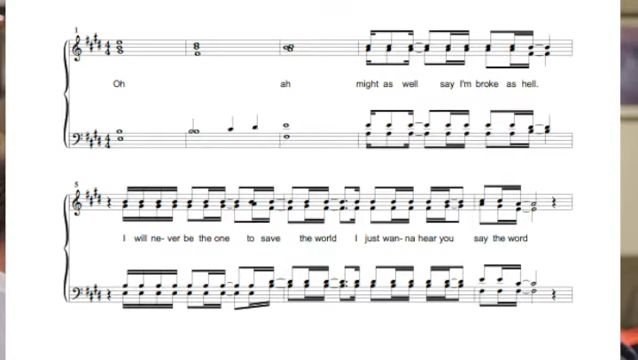 1
Oh ah might as well say I'm broke as hell.
5
I will ne- ver be the one to save the world I just wan- na hear you say the word